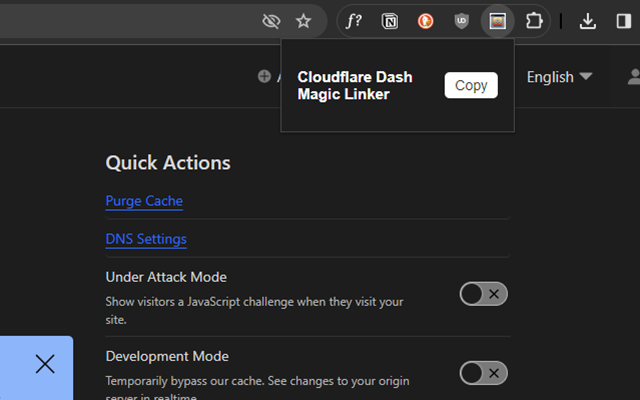 f?
UD
Cloudflare Dash
Magic Linker
Copy
English
Quick Actions
Purge Cache
DNS Settings
Under Attack Mode
Show visitors a JavaScript challenge when they visit your
site.
Development Mode
Temporarily bypass our cache. See changes to your origin
server in realtime.